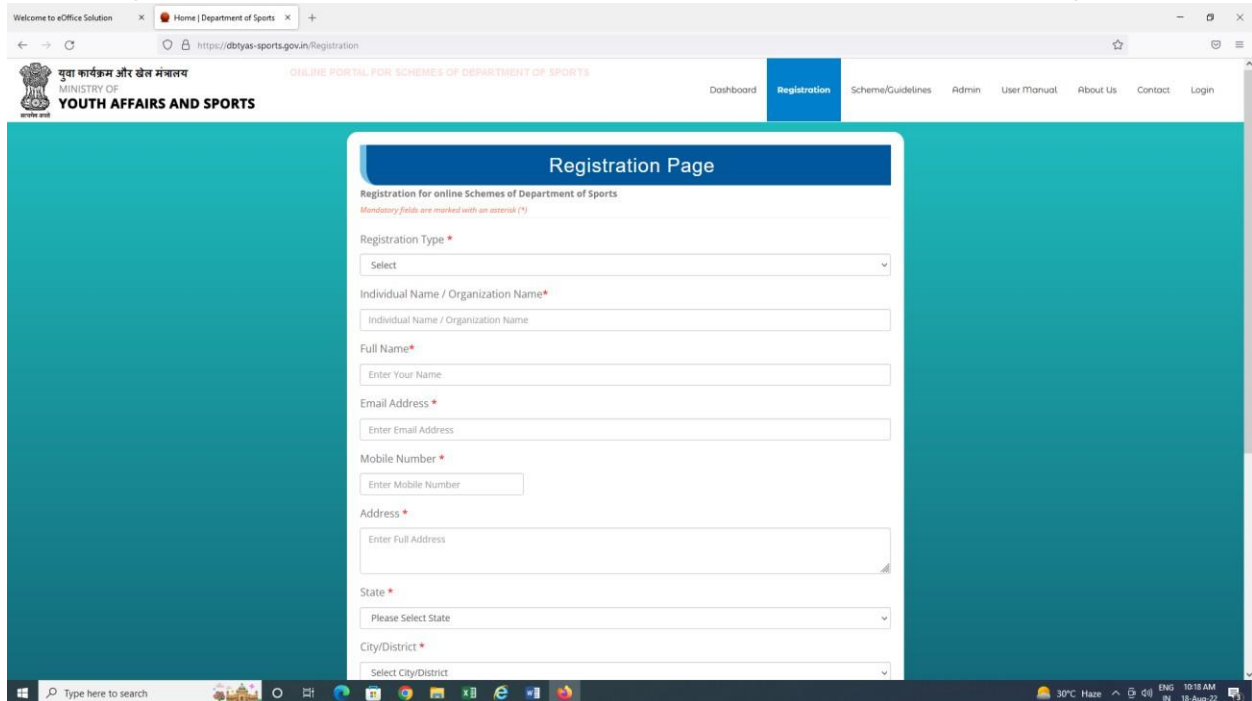 Welcome to eOffice Solution
Home | Department of Sports
https://dbtyas-sports.gov.in/Registration
युवा कार्यक्रम और खेल मंत्रालय
MINISTRY OF
YOUTH AFFAIRS AND SPORTS
सत्यमेव जयते
ONLINE PORTAL FOR SCHEMES OF DEPARTMENT OF SPORTS
Dashboard Registration Scheme/Guidelines Admin User Manual About Us Contact Login
Registration Page
Registration for online Schemes of Department of Sports
Mandatory fields are marked with an asterisk (*)
Registration Type *
Select
Individual Name / Organization Name*
Individual Name / Organization Name
Full Name*
Enter Your Name
Email Address *
Enter Email Address
Mobile Number *
Enter Mobile Number
Address *
Enter Full Address
State *
Please Select State
City/District *
Select City/District
Type here to search
30°C Haze
ENG
IN
10:18 AM
18-Aug-22